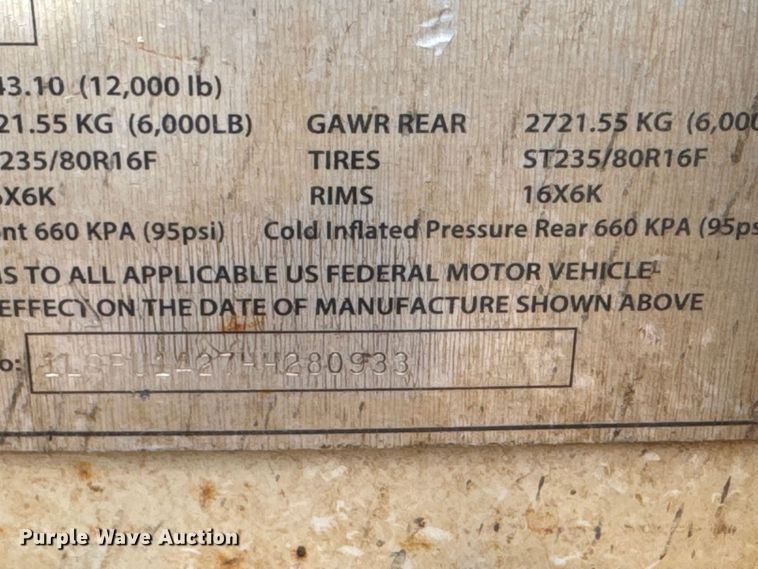 43.10 (12,000 lb)
21.55 KG (6,000LB) GAWR REAR 2721.55 KG (6,000
T235/80R16F TIRES ST235/80R16F
6X6K RIMS 16X6K
ont 660 KPA (95psi) Cold Inflated Pressure Rear 660 KPA (95ps
MS TO ALL APPLICABLE US FEDERAL MOTOR VEHICLE
EFFECT ON THE DATE OF MANUFACTURE SHOWN ABOVE
o:
Purple Wave Auction